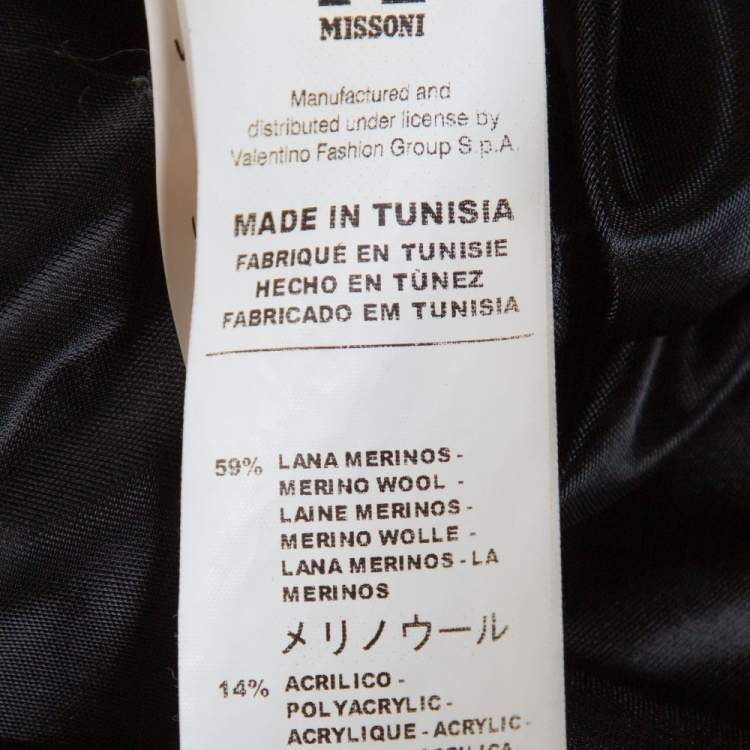 MISSONI
Manufactured and
distributed under license by
Valentino Fashion Group S.p.A.
MADE IN TUNISIA
FABRIQUÉ EN TUNISIE
HECHO EN TÙNEZ
FABRICADO EM TUNISIA
59% LANA MERINOS -
MERINO WOOL -
LAINE MERINOS -
MERINO WOLLE -
LANA MERINOS - LA
MERINOS
メリノウール
14% ACRILICO -
POLYACRYLIC -
ACRYLIQUE - ACRYLIC -